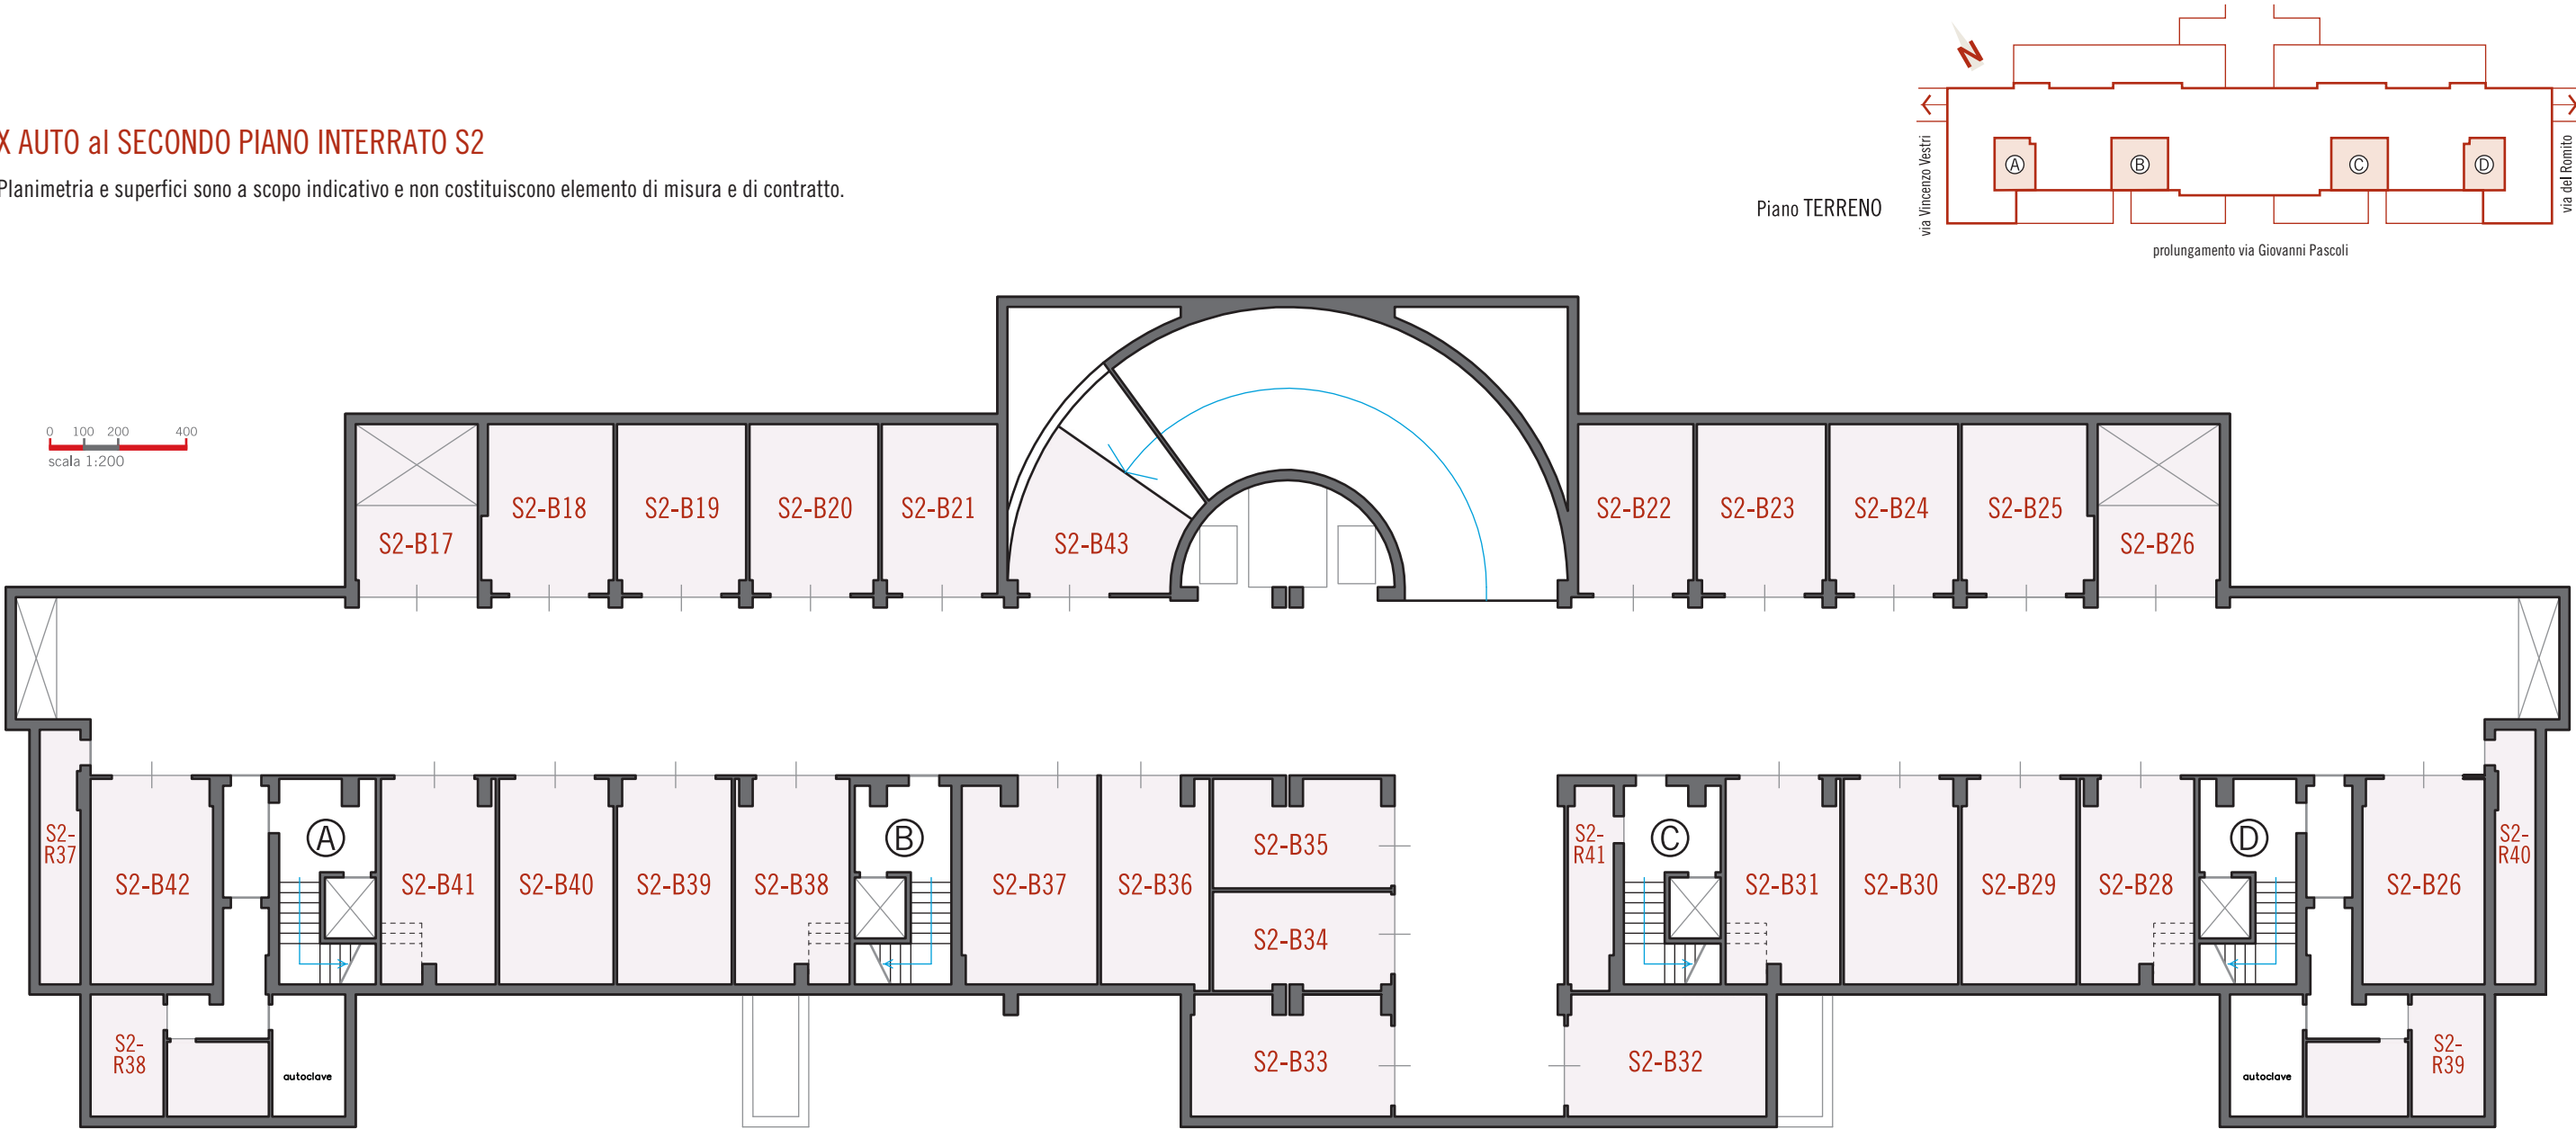 N
X AUTO al SECONDO PIANO INTERRATO S2
Planimetria e superfici sono a scopo indicativo e non costituiscono elemento di misura e di contratto.
A
B
C
D
via Vincenzo Vestri
via del Romito
Piano TERRENO
prolungamento via Giovanni Pascoli
0 100 200 400
scala 1:200
S2-B17
S2-B18
S2-B19
S2-B20
S2-B21
S2-B43
S2-B22
S2-B23
S2-B24
S2-B25
S2-B26
S2-
R37
S2-B42
A
S2-B41
S2-B40
S2-B39
S2-B38
B
S2-B37
S2-B36
S2-B35
S2-B34
S2-B33
S2-
R41
C
S2-B31
S2-B30
S2-B29
S2-B28
D
S2-B26
S2-
R40
S2-B32
S2-
R38
autoclave
autoclave
S2-
R39